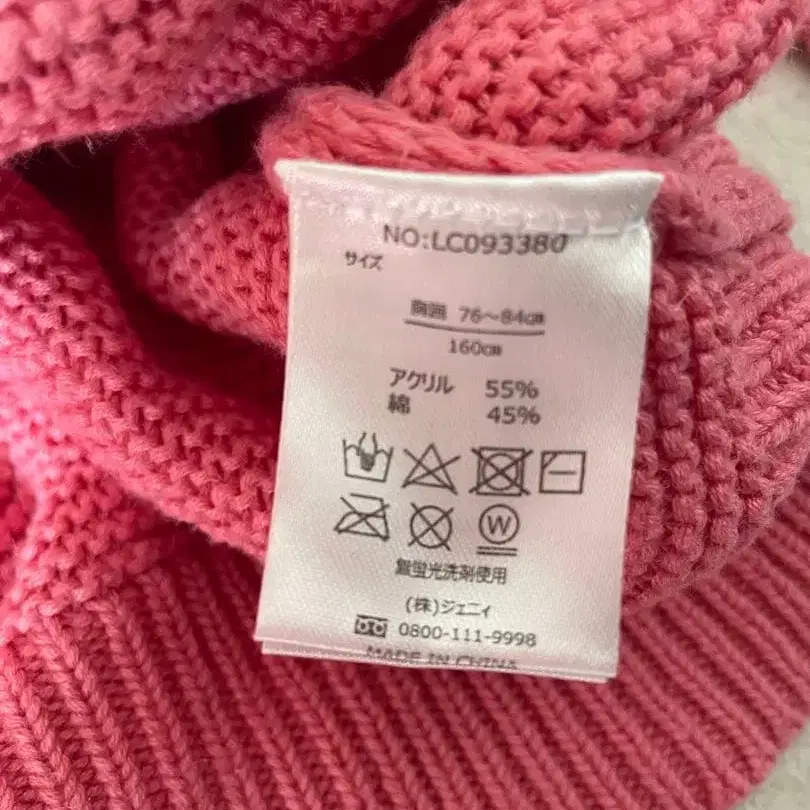 NO:LC093380
サイズ
胸囲 76～84㎝
160㎝
アクリル 55%
綿 45%
W
無蛍光洗剤使用
(株)ジェニィ
0800-111-9998
MADE IN CHINA